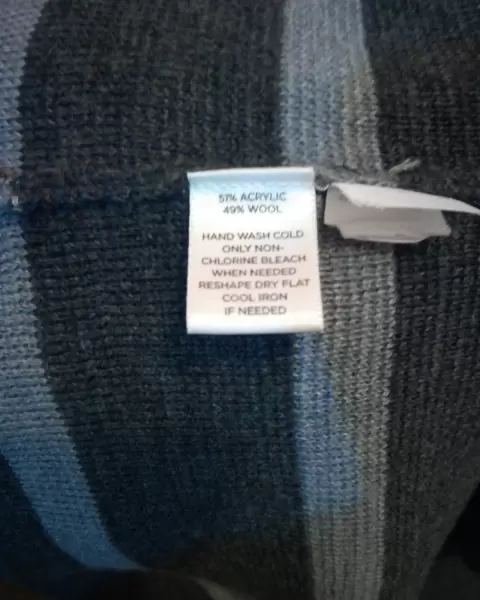 51% ACRYLIC
49% WOOL
HAND WASH COLD
ONLY NON-
CHLORINE BLEACH
WHEN NEEDED
RESHAPE DRY FLAT
COOL IRON
IF NEEDED